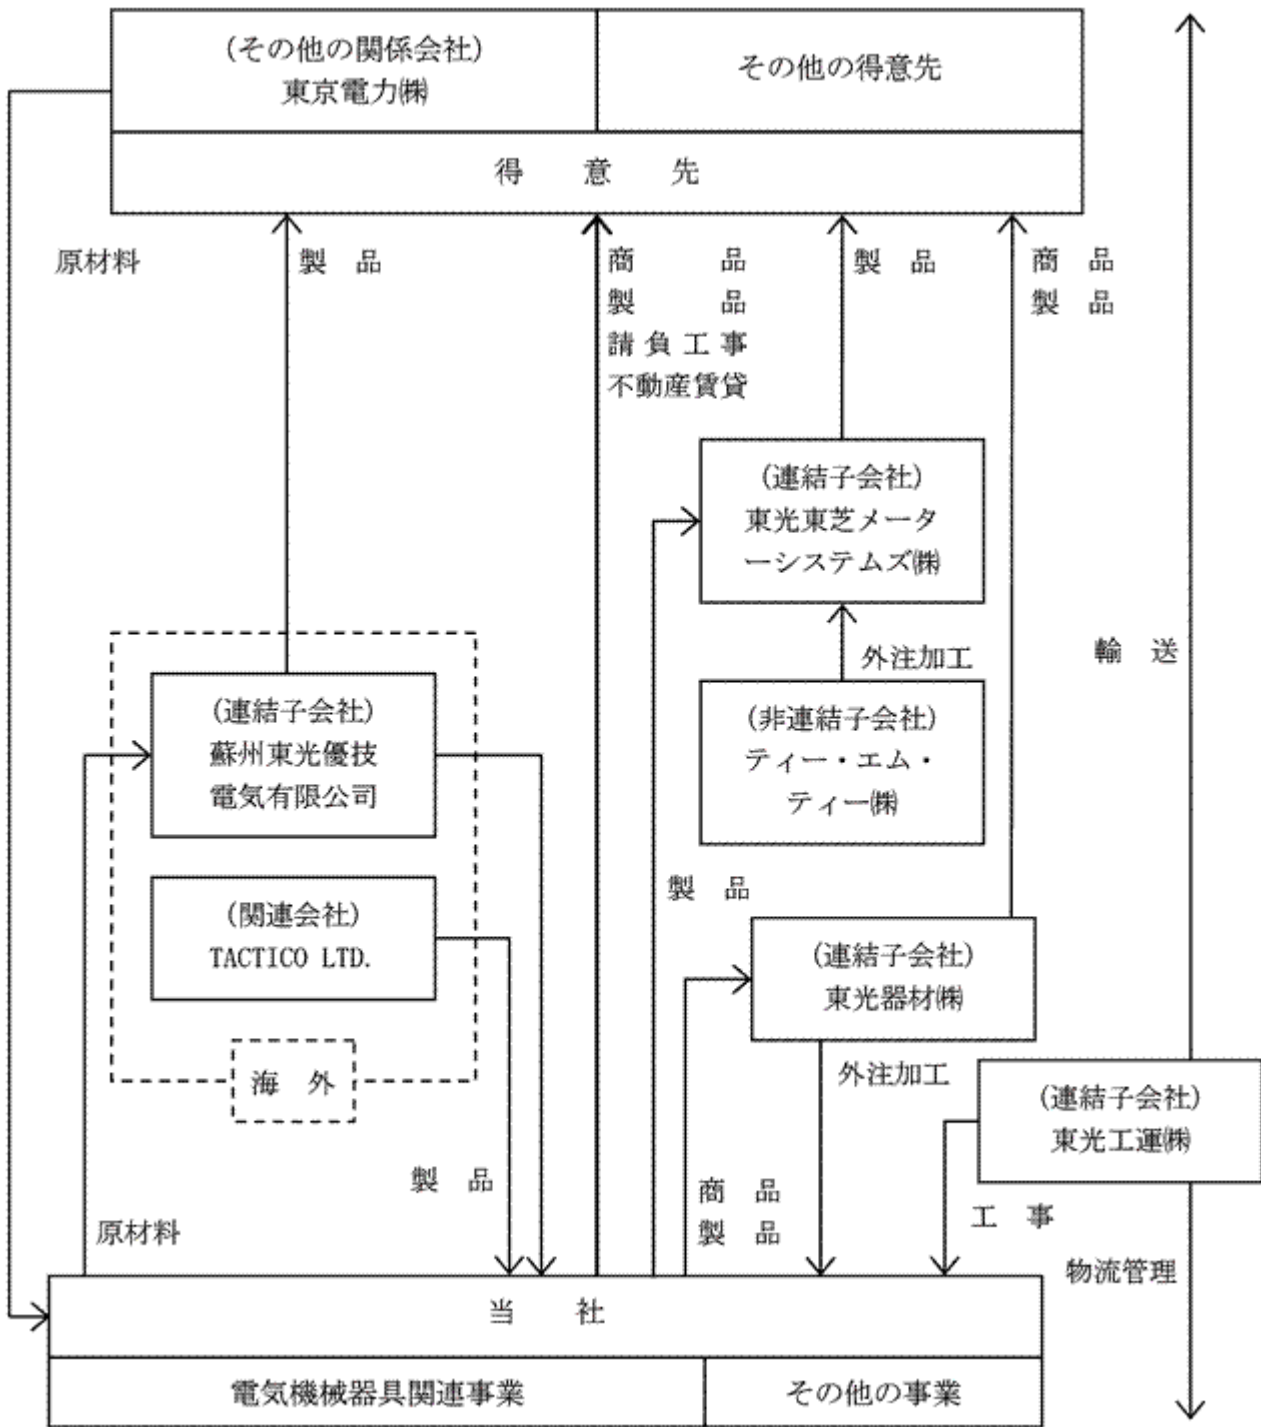 (その他の関係会社)
東京電力㈱
その他の得意先
得意先
原材料
製品
商品
製品
請負工事
不動産賃貸
製品
商品
製品
(連結子会社)
東光東芝メータ
ーシステムズ㈱
外注加工
輸送
(連結子会社)
蘇州東光優技
電気有限公司
(非連結子会社)
ティー・エム・
ティー㈱
製品
(関連会社)
TACTICO LTD.
(連結子会社)
東光器材㈱
海外
外注加工
(連結子会社)
東光工運㈱
製品
商品
製品
工事
原材料
物流管理
当社
電気機械器具関連事業
その他の事業